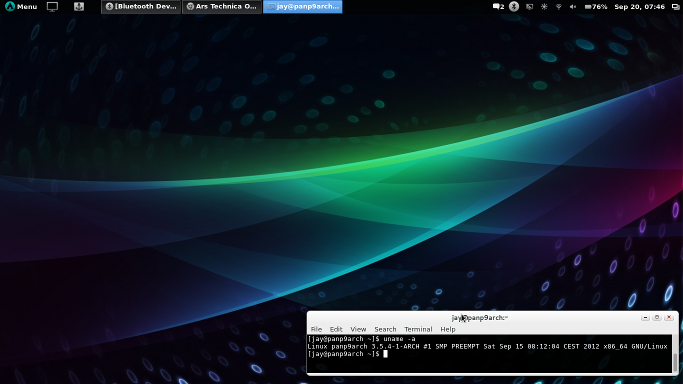 Menu
[Bluetooth Dev...
Ars Technica O...
jay@panp9arch...
2
76%
Sep 20, 07:46
jay@panp9arch:~
File Edit View Search Terminal Help
[jay@panp9arch ~]$ uname -a
Linux panp9arch 3.5.4-1-ARCH #1 SMP PREEMPT Sat Sep 15 08:12:04 CEST 2012 x86_64 GNU/Linux
[jay@panp9arch ~]$